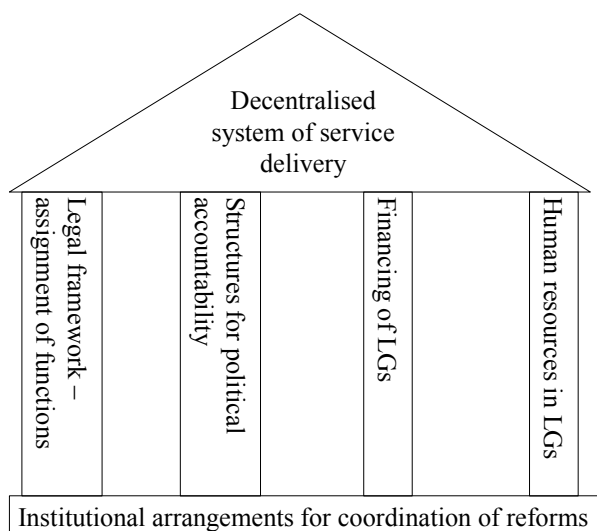 Decentralised
system of service
delivery
Legal framework –
assignment of functions
Structures for political
accountability
Financing of LGs
Human resources in LGs
Institutional arrangements for coordination of reforms